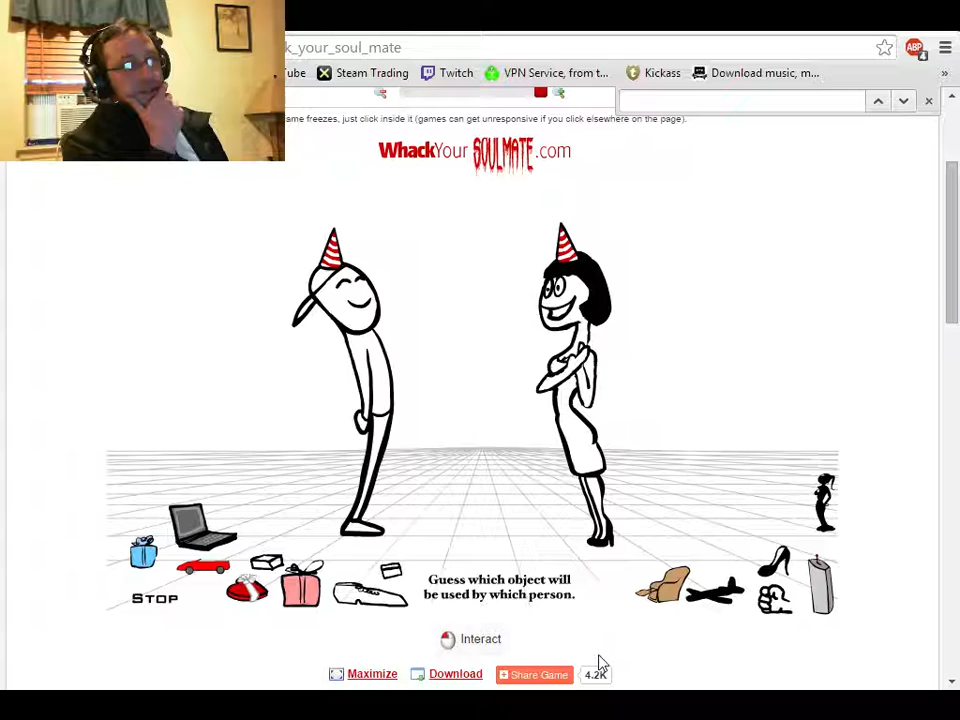 k_your_soul_mate
ube Steam Trading Twitch VPN Service, from t... Kickass Download music, m... »
ABP 4
ame freezes, just click inside it (games can get unresponsive if you click elsewhere on the page).
WhackYour SOULMATE.com
STOP
Guess which object will
be used by which person.
Interact
Maximize Download Share Game 4.2K